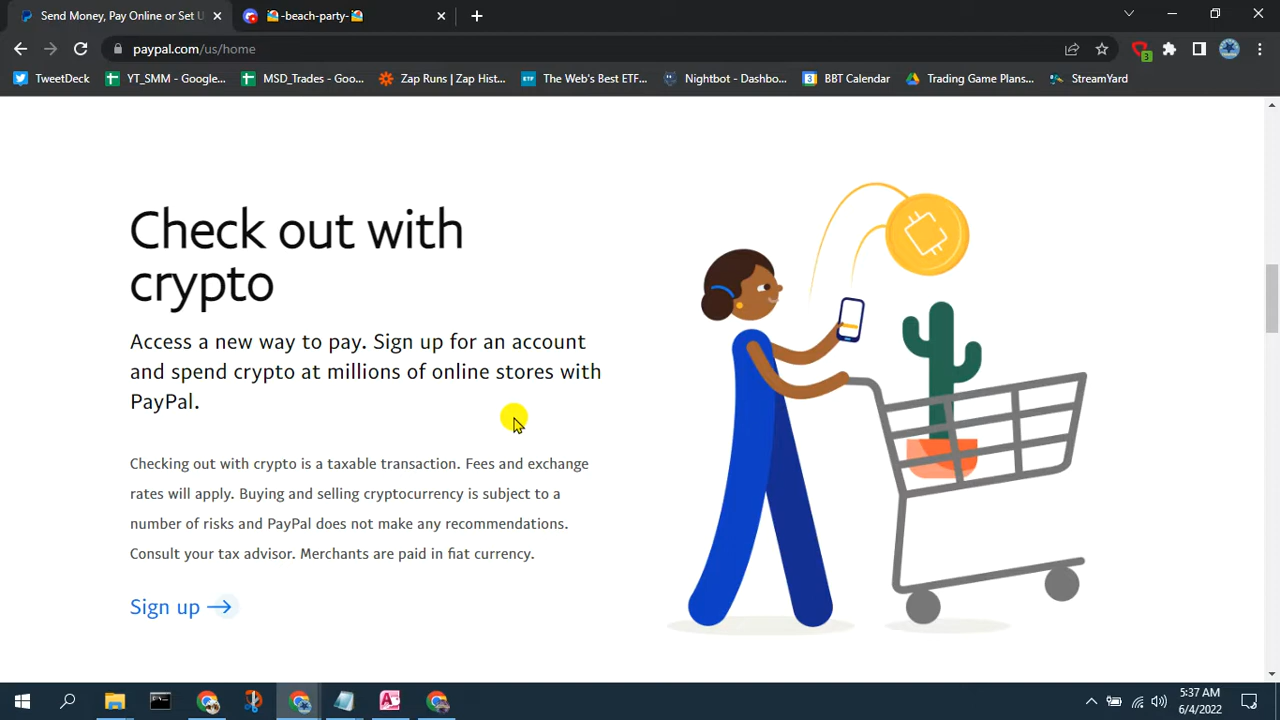 Send Money, Pay Online or Set U
-beach-party-
paypal.com/us/home
3
TweetDeck
YT_SMM - Google...
MSD_Trades - Goo...
Zap Runs | Zap Hist...
ETF
The Web's Best ETF...
Nightbot - Dashbo...
3
BBT Calendar
Trading Game Plans...
StreamYard
Check out with
crypto
Access a new way to pay. Sign up for an account
and spend crypto at millions of online stores with
PayPal.
Checking out with crypto is a taxable transaction. Fees and exchange
rates will apply. Buying and selling cryptocurrency is subject to a
number of risks and PayPal does not make any recommendations.
Consult your tax advisor. Merchants are paid in fiat currency.
Sign up
5:37 AM
6/4/2022